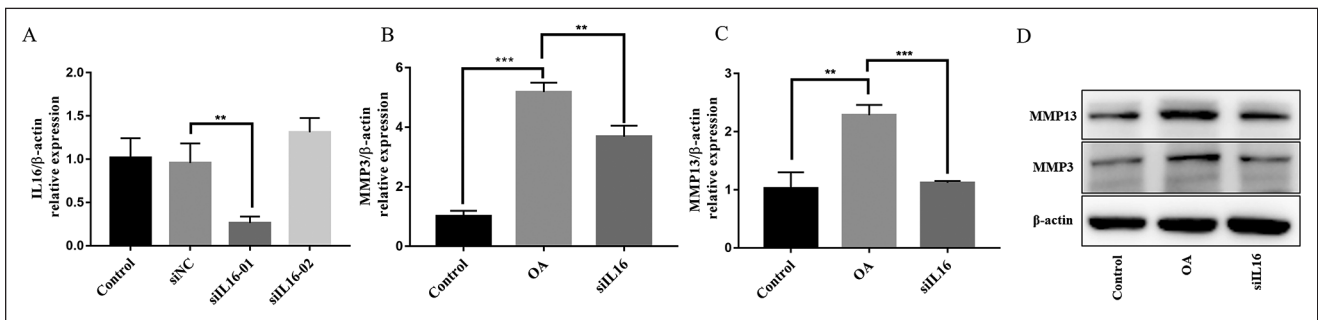 A
IL16/β-actin
relative expression
2.0
1.5
1.0
0.5
0.0
**
Control
siNC
siIL16-01
siIL16-02
B
MMP3/β-actin
relative expression
6
4
2
0
***
**
Control
OA
siIL16
C
MMP13/β-actin
relative expression
3
2
1
0
**
***
Control
OA
siIL16
D
MMP13
MMP3
β-actin
Control
OA
siIL16